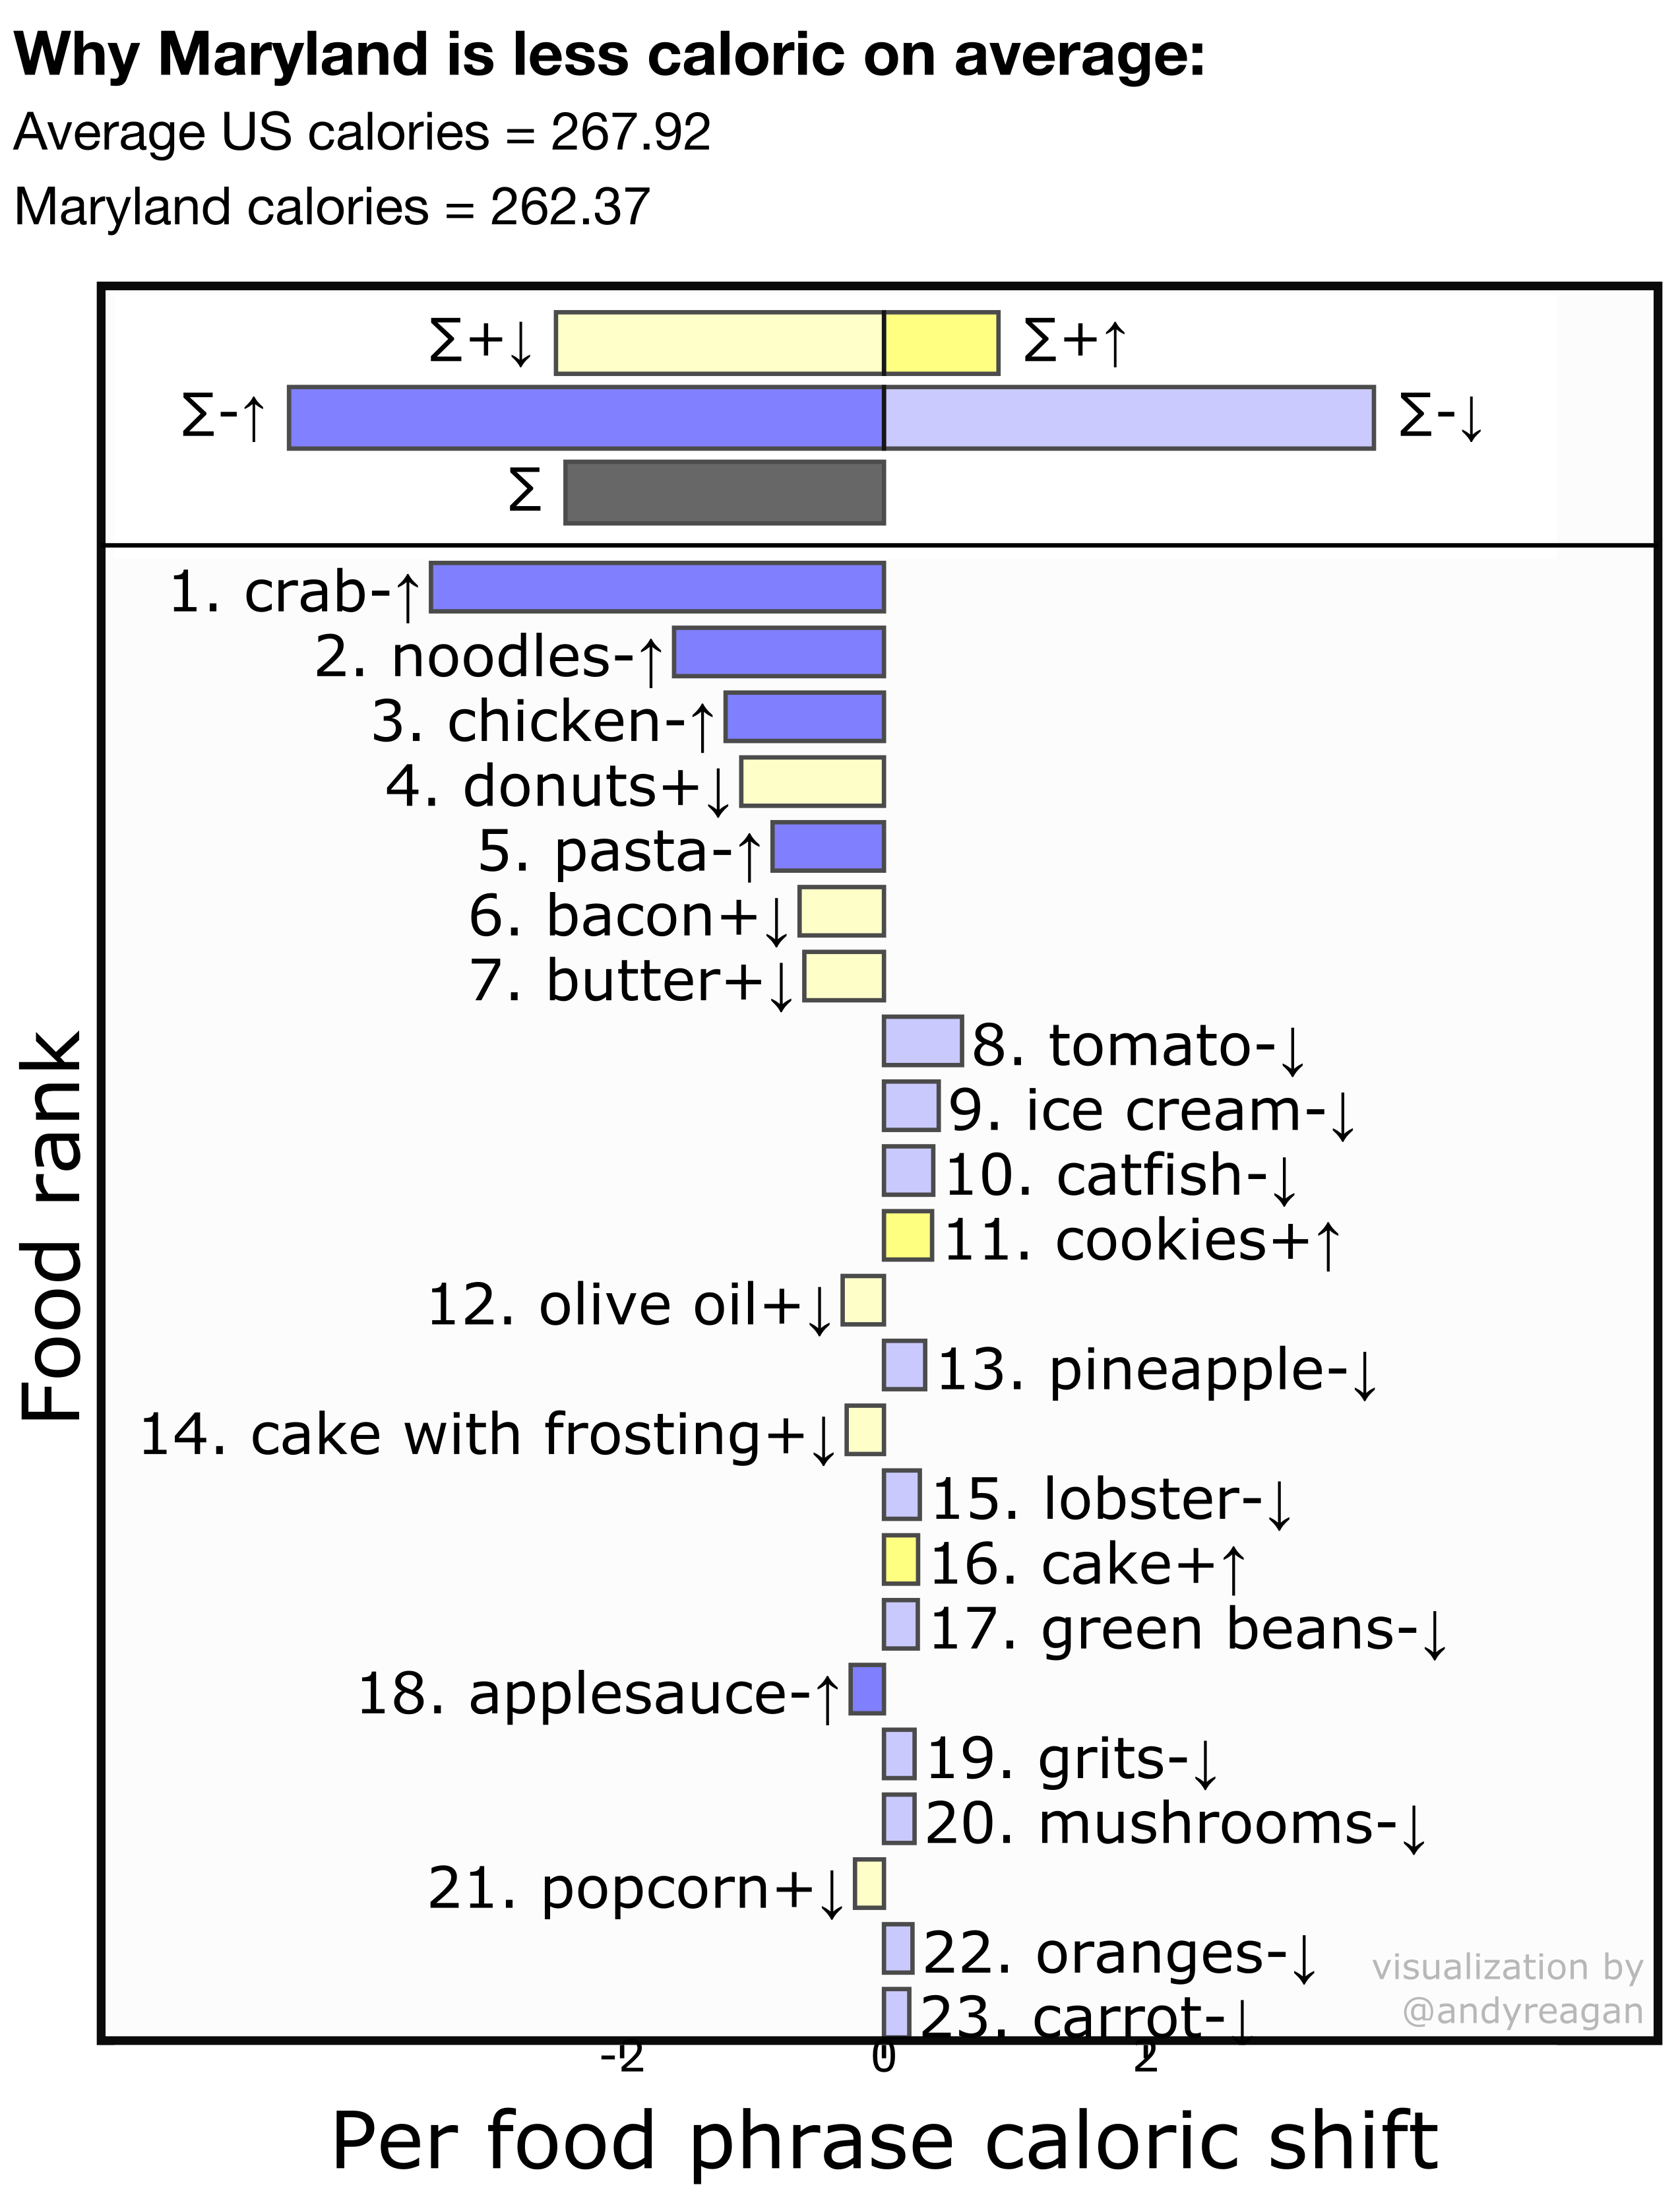 Why Maryland is less caloric on average:
Average US calories = 267.92
Maryland calories = 262.37
∑+↓ ∑+↑
∑-↑ ∑-↓
∑
1. crab-↑
2. noodles-↑
3. chicken-↑
4. donuts+↓
5. pasta-↑
6. bacon+↓
7. butter+↓
8. tomato-↓
9. ice cream-↓
10. catfish-↓
11. cookies+↑
12. olive oil+↓
13. pineapple-↓
14. cake with frosting+↓
15. lobster-↓
16. cake+↑
17. green beans-↓
18. applesauce-↑
19. grits-↓
20. mushrooms-↓
21. popcorn+↓
22. oranges-↓
23. carrot-↓
visualization by
@andyreagan
Food rank
-2 0 2
Per food phrase caloric shift